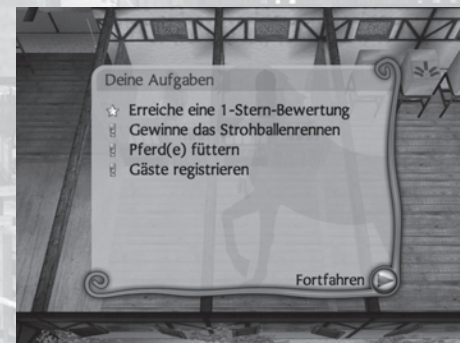 Deine Aufgaben
Erreiche eine 1-Stern-Bewertung
Gewinne das Strohballenrennen
Pferd(e) füttern
Gäste registrieren
Fortfahren